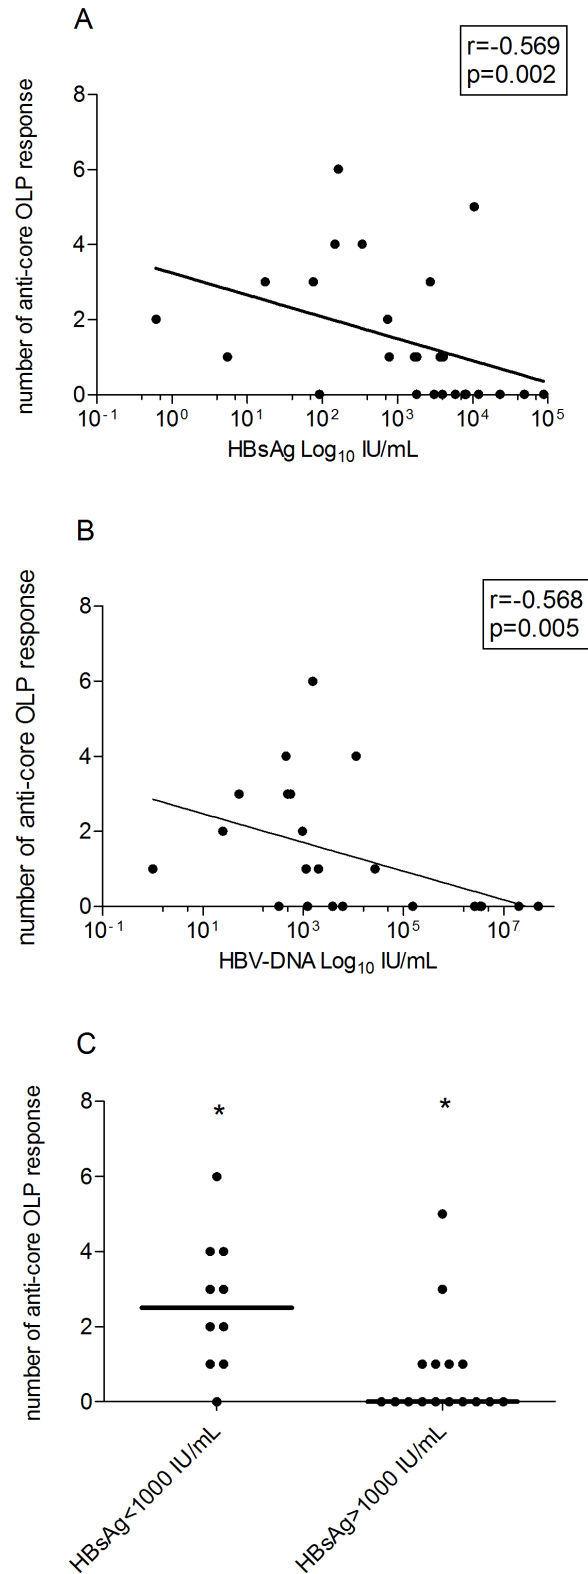 A
r=-0.569
p=0.002
number of anti-core OLP response
8
6
4
2
0
10-1 100 101 102 103 104 105
HBsAg Log10 IU/mL
B
r=-0.568
p=0.005
number of anti-core OLP response
8
6
4
2
0
10-1 101 103 105 107
HBV-DNA Log10 IU/mL
C
number of anti-core OLP response
8
6
4
2
0
* *
HBsAg<1000 IU/mL
HBsAg>1000 IU/mL